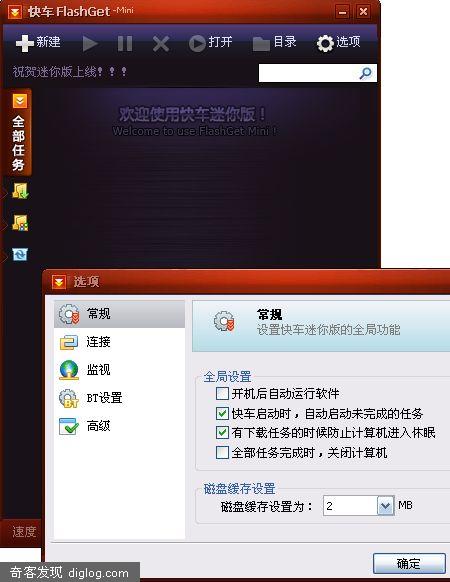 快车 FlashGet -Mini
新建 打开 目录 选项
祝贺迷你版上线！！！
欢迎使用快车迷你版！
Welcome to use FlashGet Mini !
全部任务
速度
选项
常规
连接
监视
BT设置
高级
常规
设置快车迷你版的全局功能
全局设置
开机后自动运行软件
快车启动时，自动启动未完成的任务
有下载任务的时候防止计算机进入休眠
全部任务完成时，关闭计算机
磁盘缓存设置
磁盘缓存设置为： 2 MB
确定
奇客发现 diglog.com